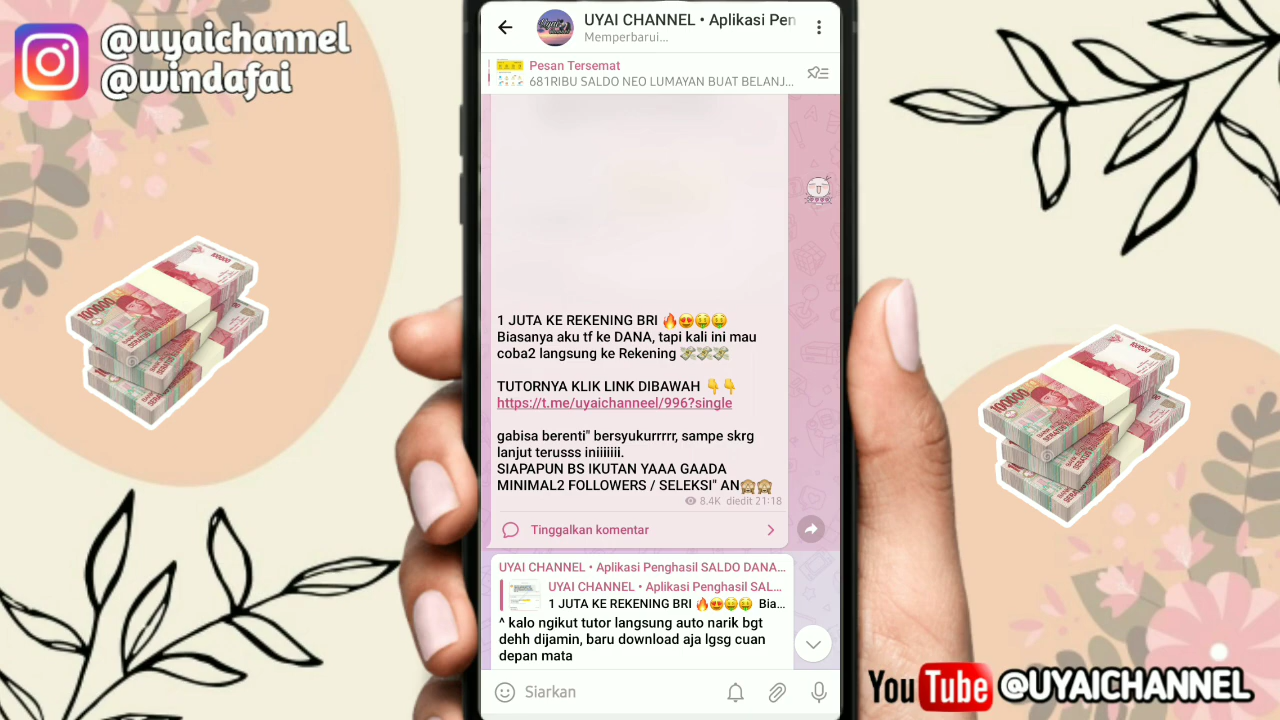 @uyaichannel
@windafai
UYAI CHANNEL • Aplikasi Pen
Memperbarui...
Pesan Tersemat
681RIBU SALDO NEO LUMAYAN BUAT BELANJ...
1 JUTA KE REKENING BRI 🔥😍🤑🤑
Biasanya aku tf ke DANA, tapi kali ini mau
coba2 langsung ke Rekening 💸💸💸
TUTORNYA KLIK LINK DIBAWAH 👇👇
https://t.me/uyaichanneel/996?single
gabisa berenti" bersyukurrrrr, sampe skrg
lanjut terusss iniiiiiii.
SIAPAPUN BS IKUTAN YAAA GAADA
MINIMAL2 FOLLOWERS / SELEKSI" AN🙈🙈
8.4K diedit 21:18
Tinggalkan komentar
UYAI CHANNEL • Aplikasi Penghasil SALDO DANA...
UYAI CHANNEL • Aplikasi Penghasil SAL...
1 JUTA KE REKENING BRI 🔥😍🤑🤑 Bia...
^ kalo ngikut tutor langsung auto narik bgt
dehh dijamin, baru download aja lgsg cuan
depan mata
Siarkan
100000
100000
100000
100000
YouTube @UYAICHANNEL